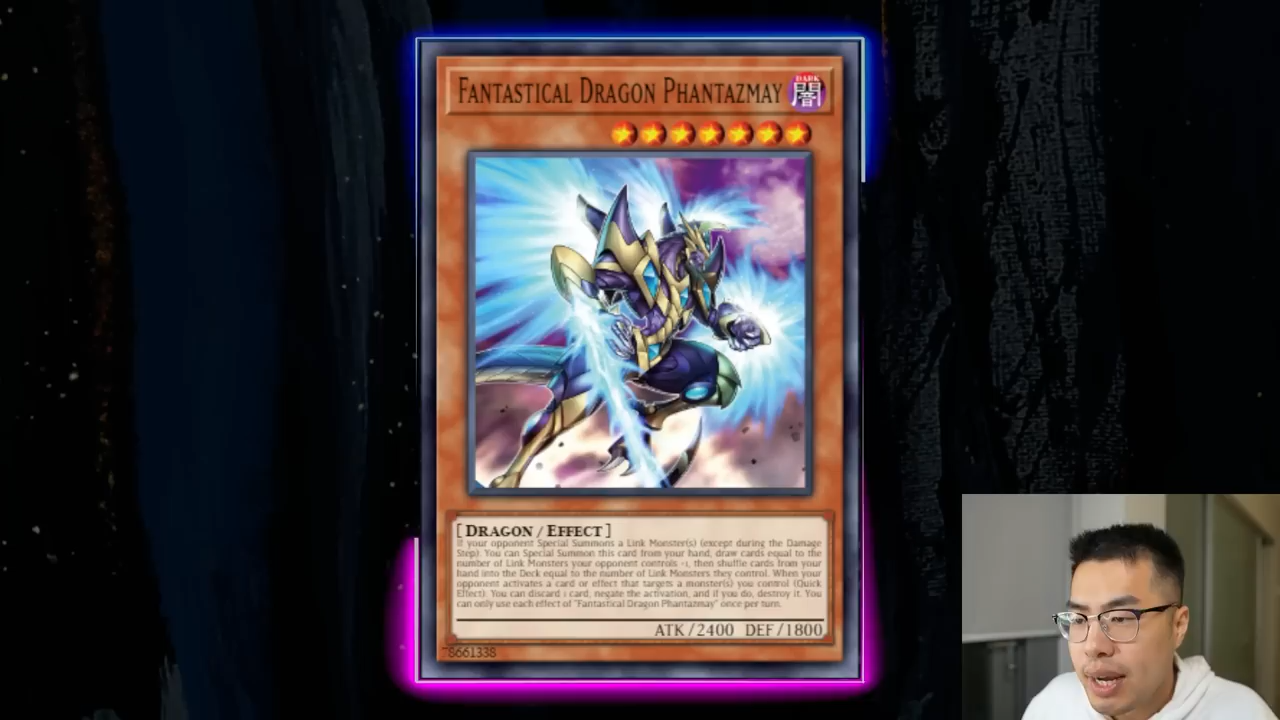 FANTASTICAL DRAGON PHANTAZMAY
DARK
闇
[ DRAGON / EFFECT ]
If your opponent Special Summons a Link Monster(s) (except during the Damage
Step): You can Special Summon this card from your hand, draw cards equal to the
number of Link Monsters your opponent controls +1, then shuffle cards from your
hand into the Deck equal to the number of Link Monsters they control. When your
opponent activates a card or effect that targets a monster(s) you control (Quick
Effect): You can discard 1 card; negate the activation, and if you do, destroy it. You
can only use each effect of "Fantastical Dragon Phantazmay" once per turn.
ATK/2400 DEF/1800
78661338